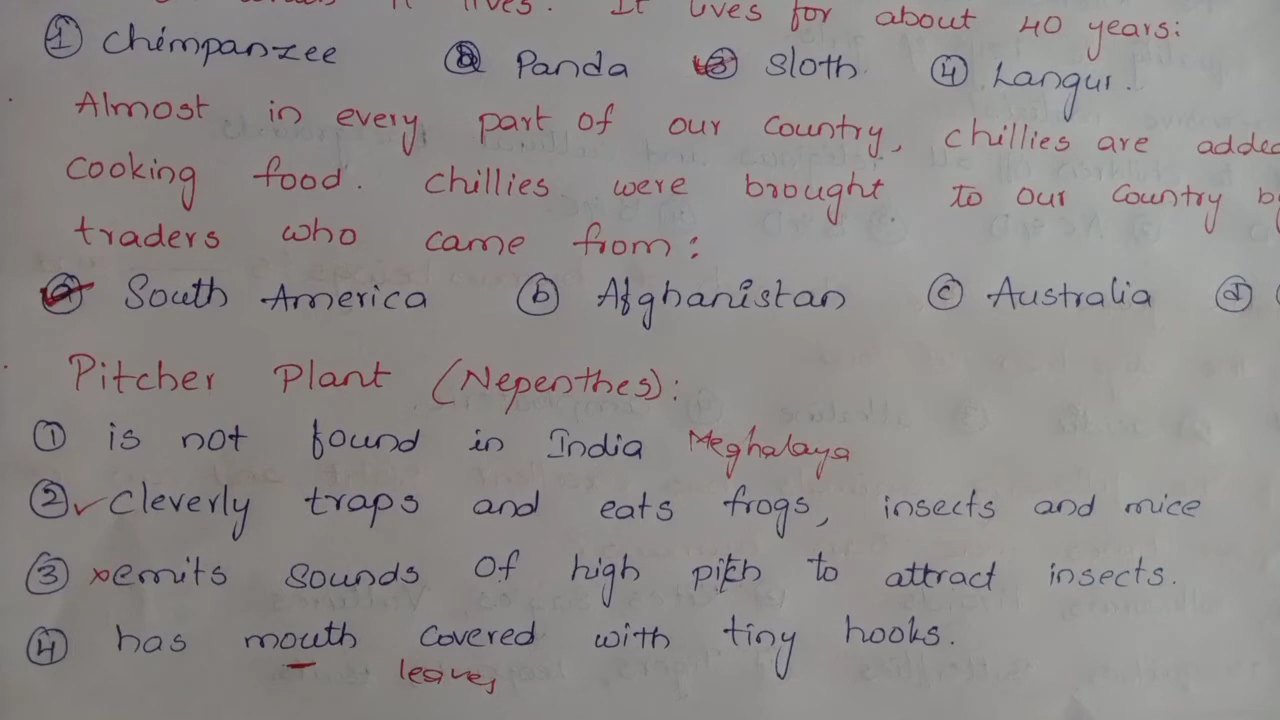 it lives. It lives for about 40 years:
① Chimpanzee ② Panda ③ Sloth ④ Langur.
Almost in every part of our country, chillies are added
cooking food. Chillies were brought to our country by
traders who came from:
ⓐ South America ⓑ Afghanistan ⓒ Australia ⓓ
Pitcher Plant (Nepenthes):
① is not found in India Meghalaya
② ✓ Cleverly traps and eats frogs, insects and mice
③ × emits sounds of high pitch to attract insects.
④ has mouth covered with tiny hooks.
leaves